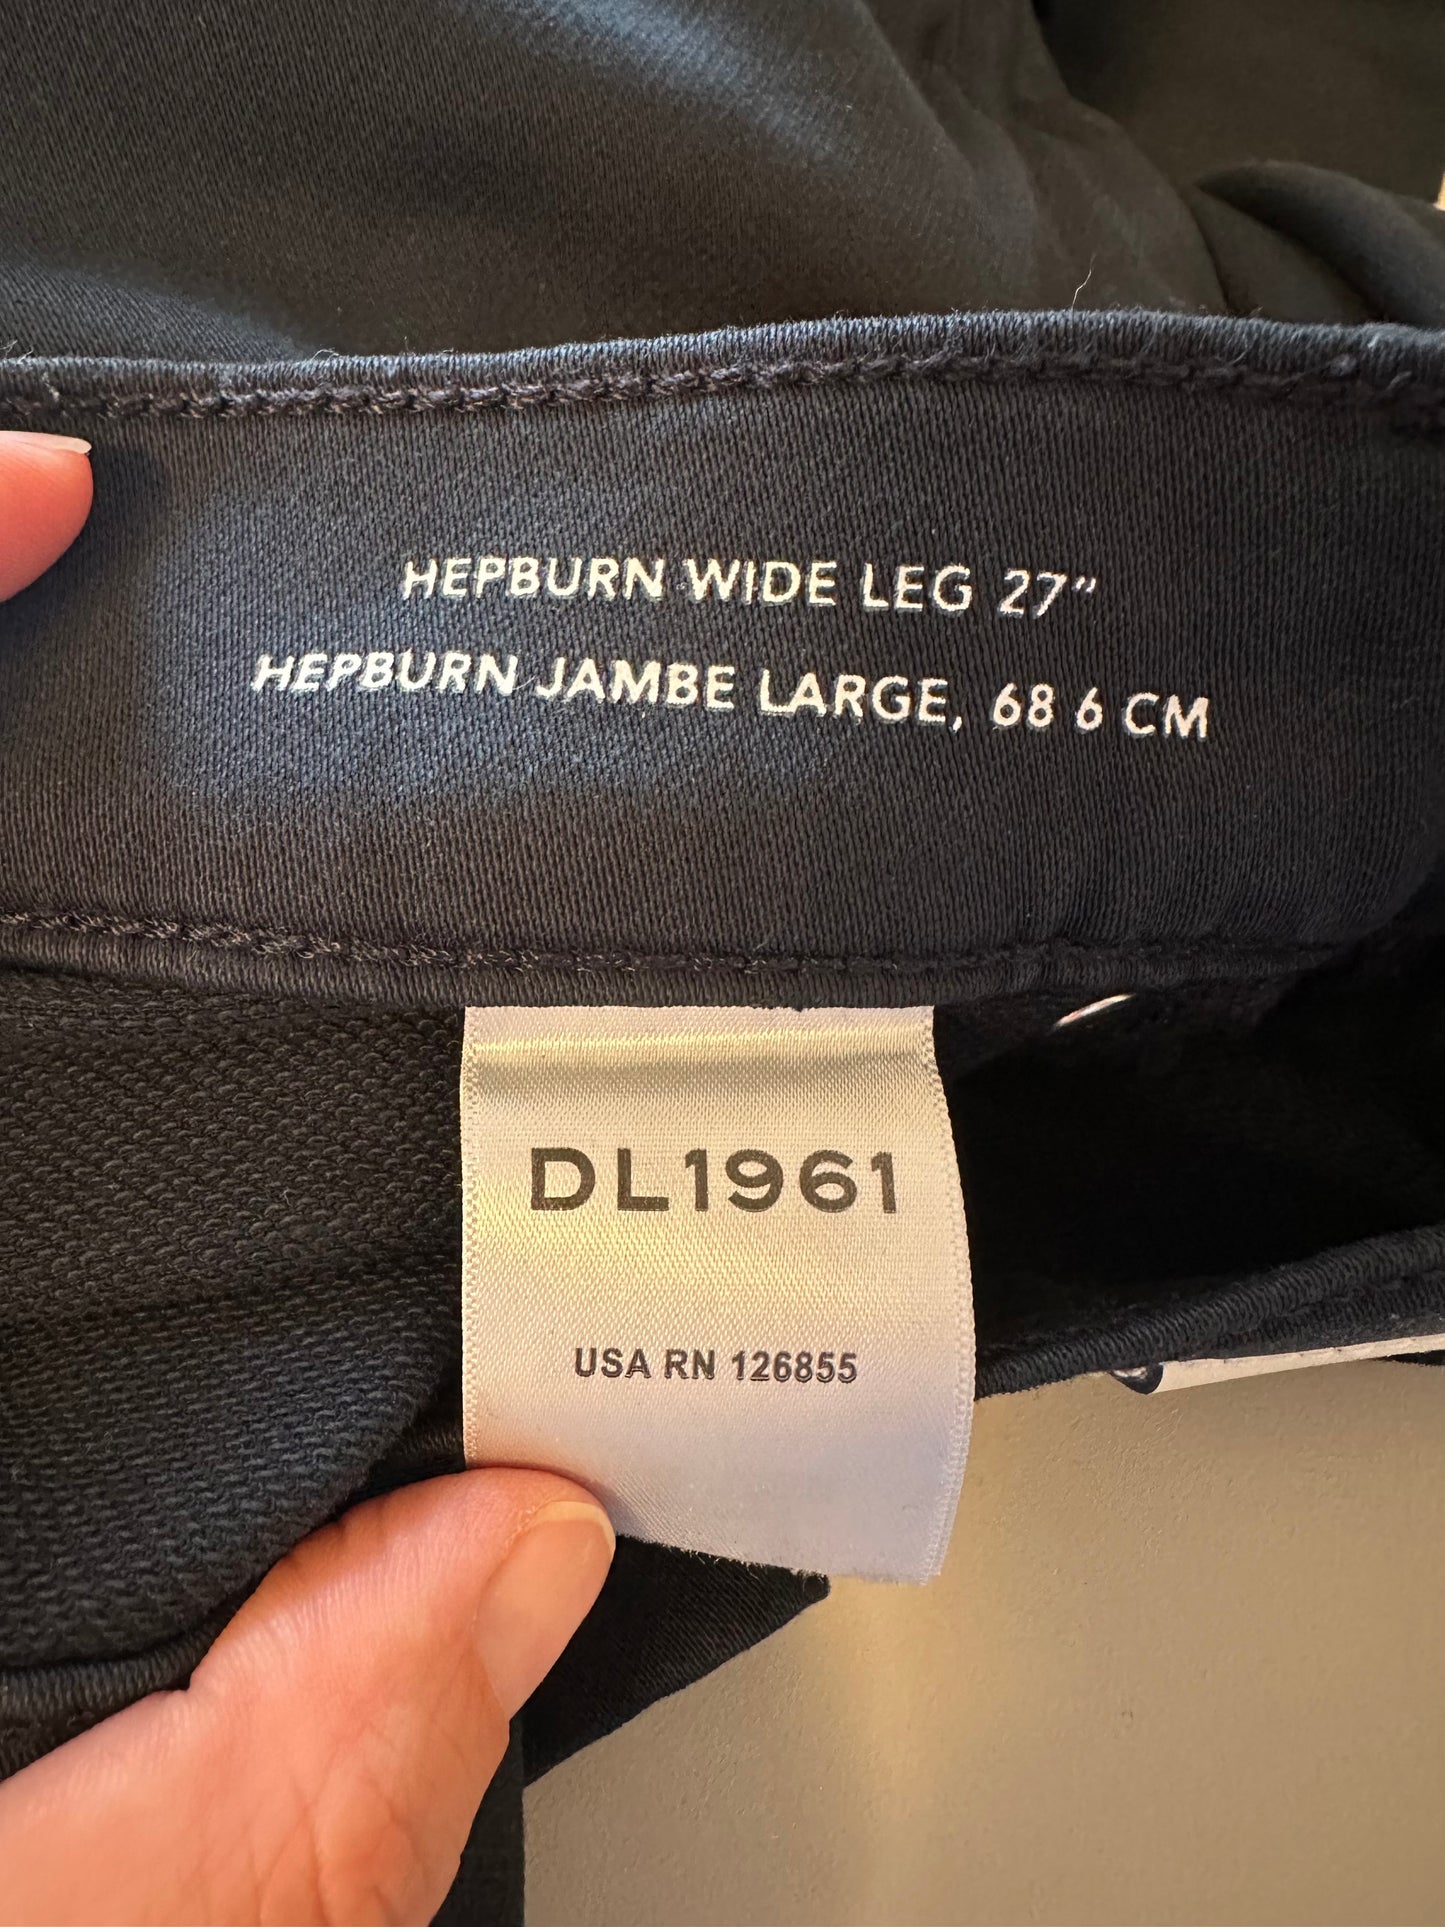 HEPBURN WIDE LEG 27"
HEPBURN JAMBE LARGE, 68 6 CM
DL1961
USA RN 126855